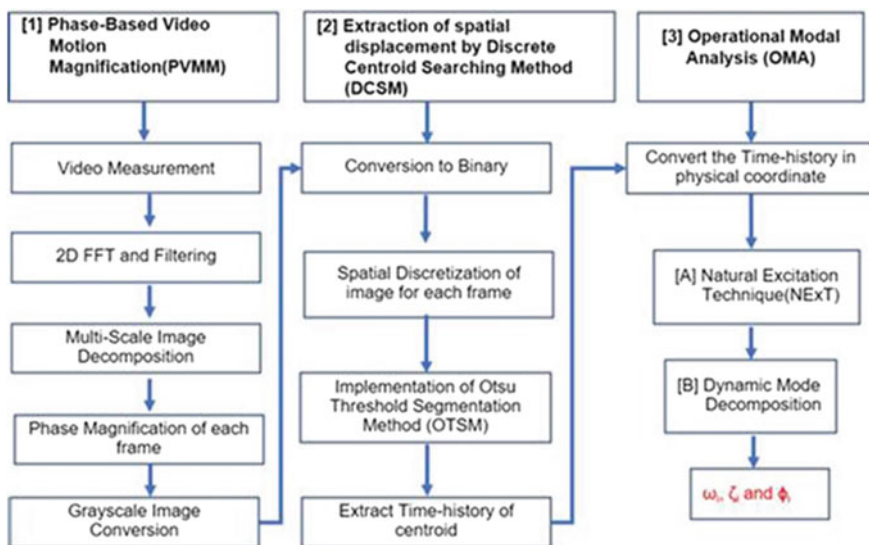 [1] Phase-Based Video
Motion
Magnification(PVMM)
Video Measurement
2D FFT and Filtering
Multi-Scale Image
Decomposition
Phase Magnification of each
frame
Grayscale Image
Conversion
[2] Extraction of spatial
displacement by Discrete
Centroid Searching Method
(DCSM)
Conversion to Binary
Spatial Discretization of
image for each frame
Implementation of Otsu
Threshold Segmentation
Method (OTSM)
Extract Time-history of
centroid
[3] Operational Modal
Analysis (OMA)
Convert the Time-history in
physical coordinate
[A] Natural Excitation
Technique(NExT)
[B] Dynamic Mode
Decomposition
ωᵢ, ζᵢ and ϕᵢ